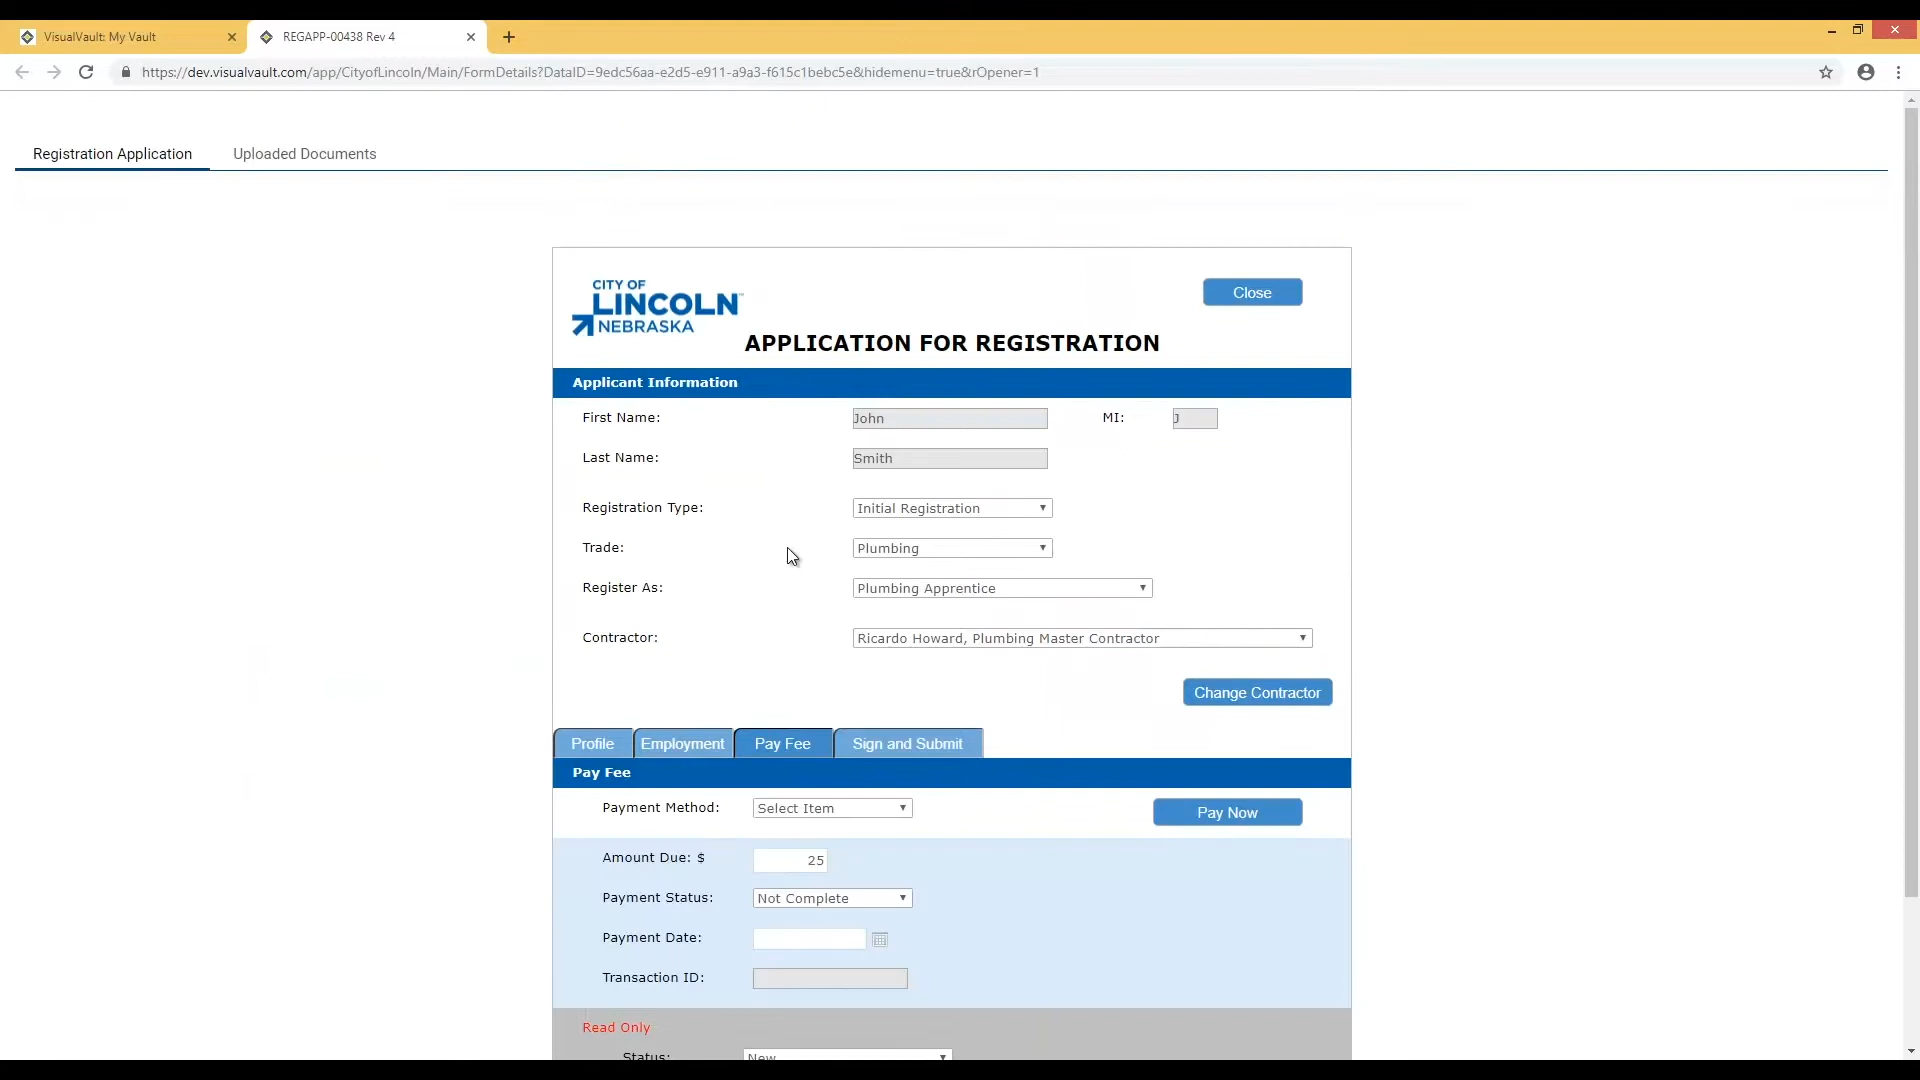 VisualVault: My Vault
REGAPP-00438 Rev 4
https://dev.visualvault.com/app/CityofLincoln/Main/FormDetails?DataID=9edc56aa-e2d5-e911-a9a3-f615c1bebc5e&hidemenu=true&rOpener=1
Registration Application Uploaded Documents
CITY OF
LINCOLN™
NEBRASKA
Close
APPLICATION FOR REGISTRATION
Applicant Information
First Name: John MI: J
Last Name: Smith
Registration Type: Initial Registration
Trade: Plumbing
Register As: Plumbing Apprentice
Contractor: Ricardo Howard, Plumbing Master Contractor
Change Contractor
Profile Employment Pay Fee Sign and Submit
Pay Fee
Payment Method: Select Item Pay Now
Amount Due: $ 25
Payment Status: Not Complete
Payment Date:
Transaction ID:
Read Only
Status: New